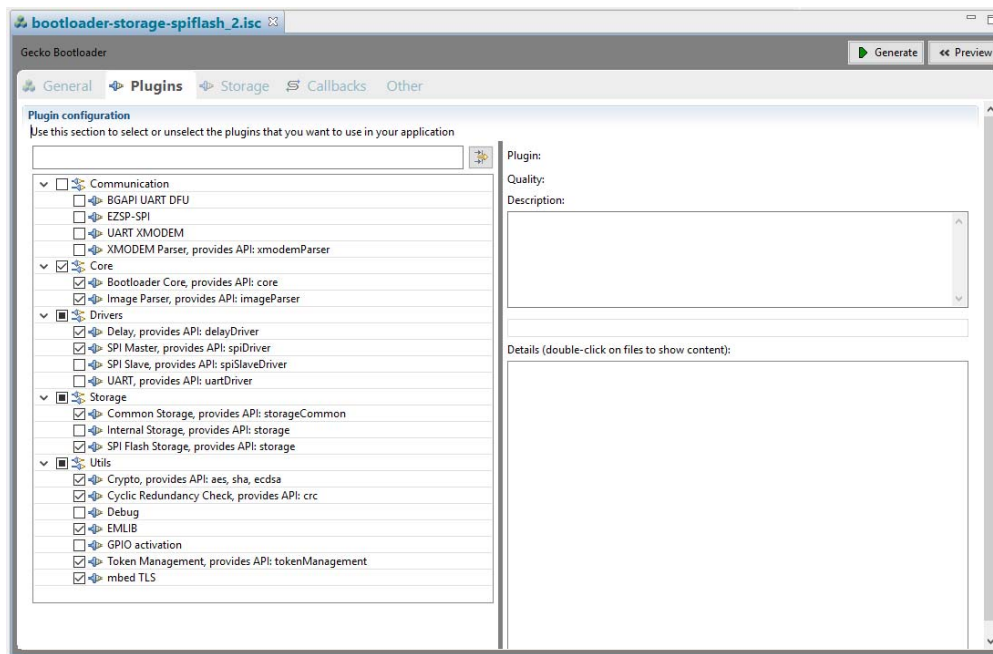 bootloader-storage-spiflash_2.isc
Gecko Bootloader
Generate
Preview
General
Plugins
Storage
Callbacks
Other
Plugin configuration
Use this section to select or unselect the plugins that you want to use in your application
Communication
BGAPI UART DFU
EZSP-SPI
UART XMODEM
XMODEM Parser, provides API: xmodemParser
Core
Bootloader Core, provides API: core
Image Parser, provides API: imageParser
Drivers
Delay, provides API: delayDriver
SPI Master, provides API: spiDriver
SPI Slave, provides API: spiSlaveDriver
UART, provides API: uartDriver
Storage
Common Storage, provides API: storageCommon
Internal Storage, provides API: storage
SPI Flash Storage, provides API: storage
Utils
Crypto, provides API: aes, sha, ecdsa
Cyclic Redundancy Check, provides API: crc
Debug
EMLIB
GPIO activation
Token Management, provides API: tokenManagement
mbed TLS
Plugin:
Quality:
Description:
Details (double-click on files to show content):